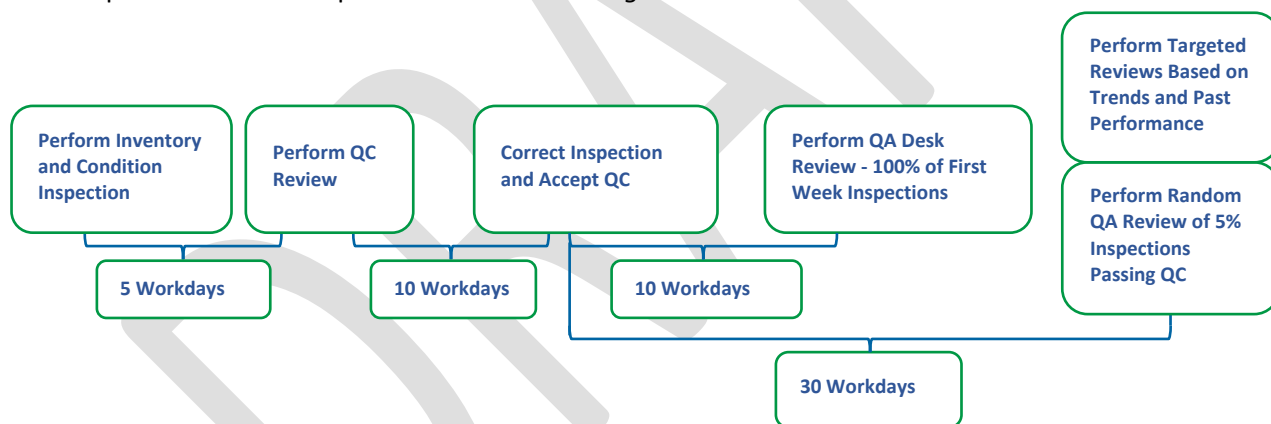 Perform Targeted
Reviews Based on
Trends and Past
Performance
Perform Inventory
and Condition
Inspection
Perform QC
Review
Correct Inspection
and Accept QC
Perform QA Desk
Review - 100% of First
Week Inspections
Perform Random
QA Review of 5%
Inspections
Passing QC
5 Workdays
10 Workdays
10 Workdays
30 Workdays